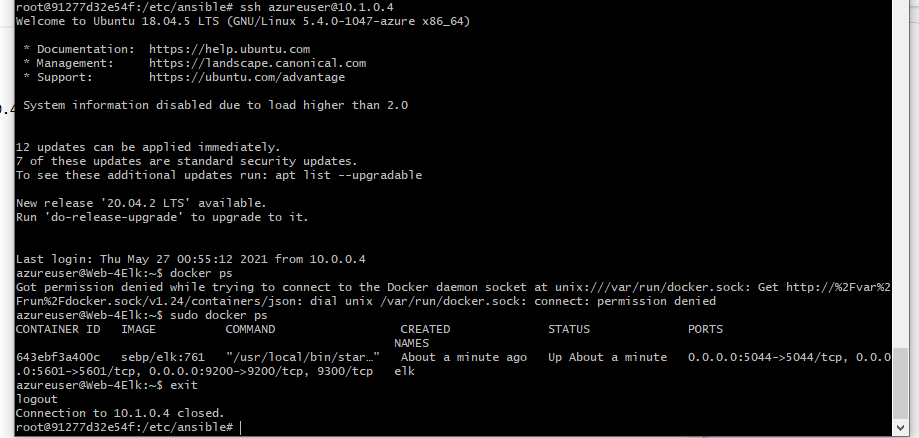 root@91277d32e54f:/etc/ansible# ssh azureuser@10.1.0.4
Welcome to Ubuntu 18.04.5 LTS (GNU/Linux 5.4.0-1047-azure x86_64)
* Documentation:  https://help.ubuntu.com
* Management:     https://landscape.canonical.com
* Support:        https://ubuntu.com/advantage
System information disabled due to load higher than 2.0
12 updates can be applied immediately.
7 of these updates are standard security updates.
To see these additional updates run: apt list --upgradable
New release '20.04.2 LTS' available.
Run 'do-release-upgrade' to upgrade to it.
Last login: Thu May 27 00:55:12 2021 from 10.0.0.4
azureuser@Web-4Elk:~$ docker ps
Got permission denied while trying to connect to the Docker daemon socket at unix:///var/run/docker.sock: Get http://%2Fvar%2
Frun%2Fdocker.sock/v1.24/containers/json: dial unix /var/run/docker.sock: connect: permission denied
azureuser@Web-4Elk:~$ sudo docker ps
CONTAINER ID   IMAGE          COMMAND                  CREATED              STATUS              PORTS
NAMES
643ebf3a400c   sebp/elk:761   "/usr/local/bin/star…"   About a minute ago   Up About a minute   0.0.0.0:5044->5044/tcp, 0.0.0
.0:5601->5601/tcp, 0.0.0.0:9200->9200/tcp, 9300/tcp   elk
azureuser@Web-4Elk:~$ exit
logout
Connection to 10.1.0.4 closed.
root@91277d32e54f:/etc/ansible#